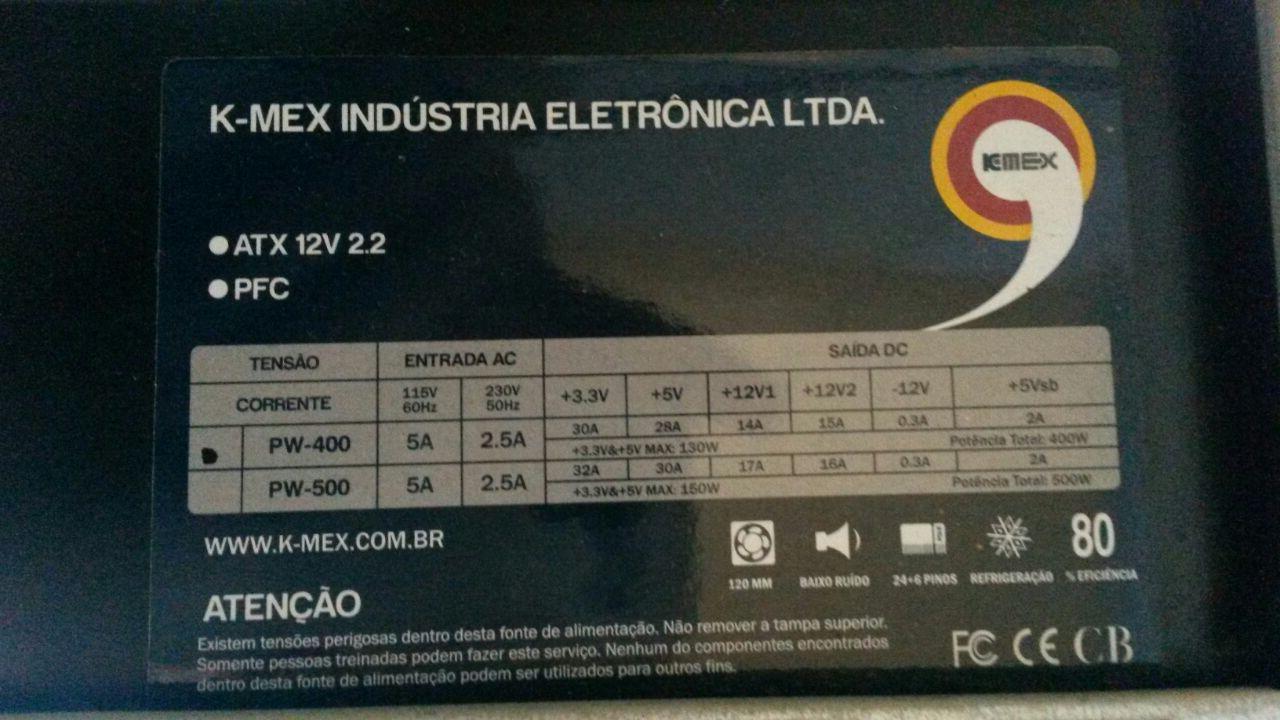 K-MEX INDÚSTRIA ELETRÔNICA LTDA.
KMEX
ATX 12V 2.2
PFC
TENSÃO ENTRADA AC SAÍDA DC
CORRENTE 115V 60Hz 230V 50Hz +3.3V +5V +12V1 +12V2 -12V +5Vsb
PW-400 5A 2.5A 30A 28A 14A 15A 0.3A 2A
+3.3V&+5V MAX: 130W Potência Total: 400W
PW-500 5A 2.5A 32A 30A 17A 16A 0.3A 2A
+3.3V&+5V MAX: 150W Potência Total: 500W
WWW.K-MEX.COM.BR
80
120 MM BAIXO RUÍDO 24+6 PINOS REFRIGERAÇÃO % EFICIÊNCIA
ATENÇÃO
Existem tensões perigosas dentro desta fonte de alimentação. Não remover a tampa superior.
Somente pessoas treinadas podem fazer este serviço. Nenhum do componentes encontrados
dentro desta fonte de alimentação podem ser utilizados para outros fins.
FC CE CB